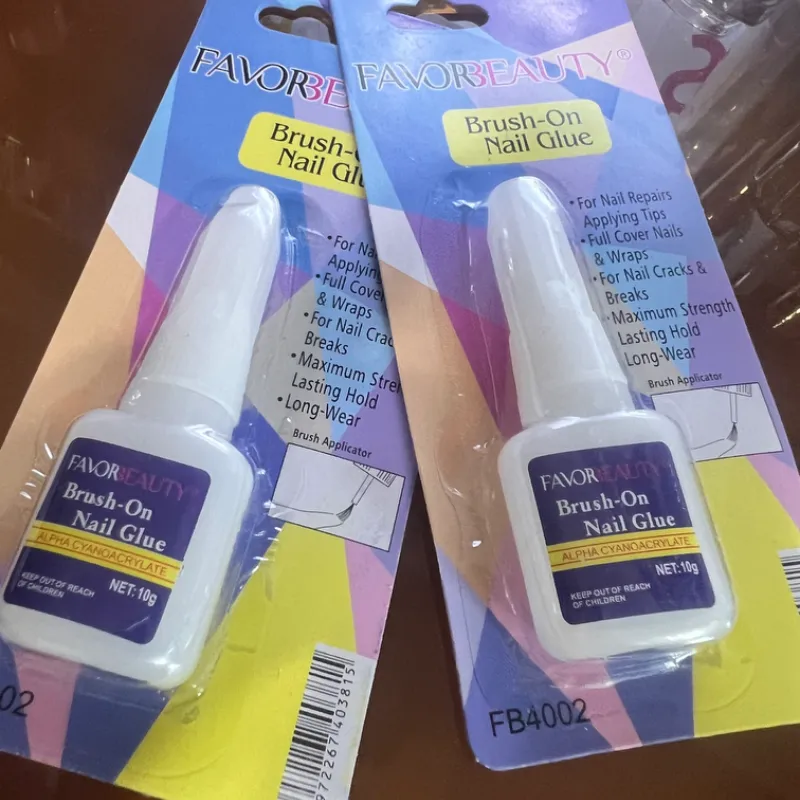 FAVORBE
Brush-O
Nail Glu
• For Na
Applyin
• Full Cover
& Wraps
• For Nail Crac
Breaks
• Maximum Stren
Lasting Hold
• Long-Wear
Brush Applicator
FAVORBEAUTY
Brush-On
Nail Glue
ALPHA CYANOACRYLATE
KEEP OUT OF REACH
OF CHILDREN
NET:10g
02
972267403815
FAVORBEAUTY®
Brush-On
Nail Glue
• For Nail Repairs
Applying Tips
• Full Cover Nails
& Wraps
• For Nail Cracks &
Breaks
• Maximum Strength
Lasting Hold
Long-Wear
Brush Applicator
FAVORBEAUTY
Brush-On
Nail Glue
ALPHA CYANOACRYLATE
NET:10g
KEEP OUT OF REACH
OF CHILDREN
FB4002